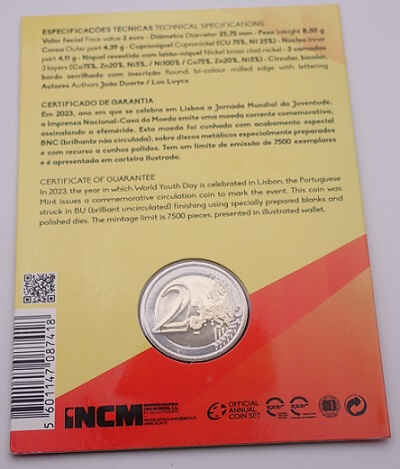 ESPECIFICAÇÕES TÉCNICAS TECHNICAL SPECIFICATIONS:
Valor Facial Face value 2 euro - Diâmetro Diameter 25,75 mm - Peso Weight 8,50 g
Coroa Outer part 4,39 g - Cuproníquel Cupronickel (CU 75%, NI 25%) - Núcleo Inner
part 4,11 g - Níquel revestido com latão-níquel Nickel brass clad nickel - 3 camadas
3 layers (Cu75%, Zn20%, Ni5% / Ni100% / Cu75%, Zn20%, Ni5%) - Circular, bicolor,
bordo serrilhado com inscrição Round, bi-colour - milled edge with lettering
Autores Authors João Duarte / Luc Luycx
CERTIFICADO DE GARANTIA
Em 2023, ano em que se celebra em Lisboa a Jornada Mundial da Juventude,
a Imprensa Nacional-Casa da Moeda emite uma moeda corrente comemorativa,
assinalando a efeméride. Esta moeda foi cunhada com acabamento especial
BNC (brilhante não circulada), sobre discos metálicos especialmente preparados
e com recurso a cunhos polidos. Tem um limite de emissão de 7500 exemplares
e é apresentada em carteira ilustrada.
CERTIFICATE OF GUARANTEE
In 2023, the year in which World Youth Day is celebrated in Lisbon, the Portuguese
Mint issues a commemorative circulation coin to mark the event. This coin was
struck in BU (brilliant uncirculated) finishing using specially prepared blanks and
polished dies. The mintage limit is 7500 pieces, presented in illustrated wallet.
2
5 601147 087418
INCM
OFFICIAL
ANNUAL
COIN SET